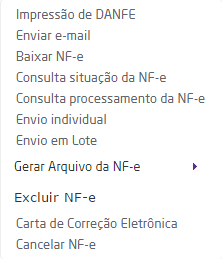 Impressão de DANFE
Enviar e-mail
Baixar NF-e
Consulta situação da NF-e
Consulta processamento da NF-e
Envio individual
Envio em Lote
Gerar Arquivo da NF-e
Excluir NF-e
Carta de Correção Eletrônica
Cancelar NF-e